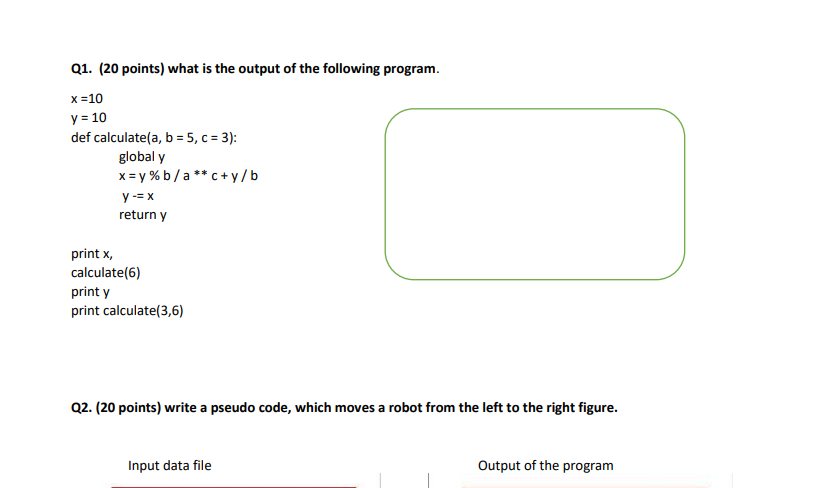 Q1. (20 points) what is the output of the following program.
x =10
y = 10
def calculate(a, b = 5, c = 3):
global y
x = y % b / a ** c + y / b
y -= x
return y
print x,
calculate(6)
print y
print calculate(3,6)
Q2. (20 points) write a pseudo code, which moves a robot from the left to the right figure.
Input data file
Output of the program